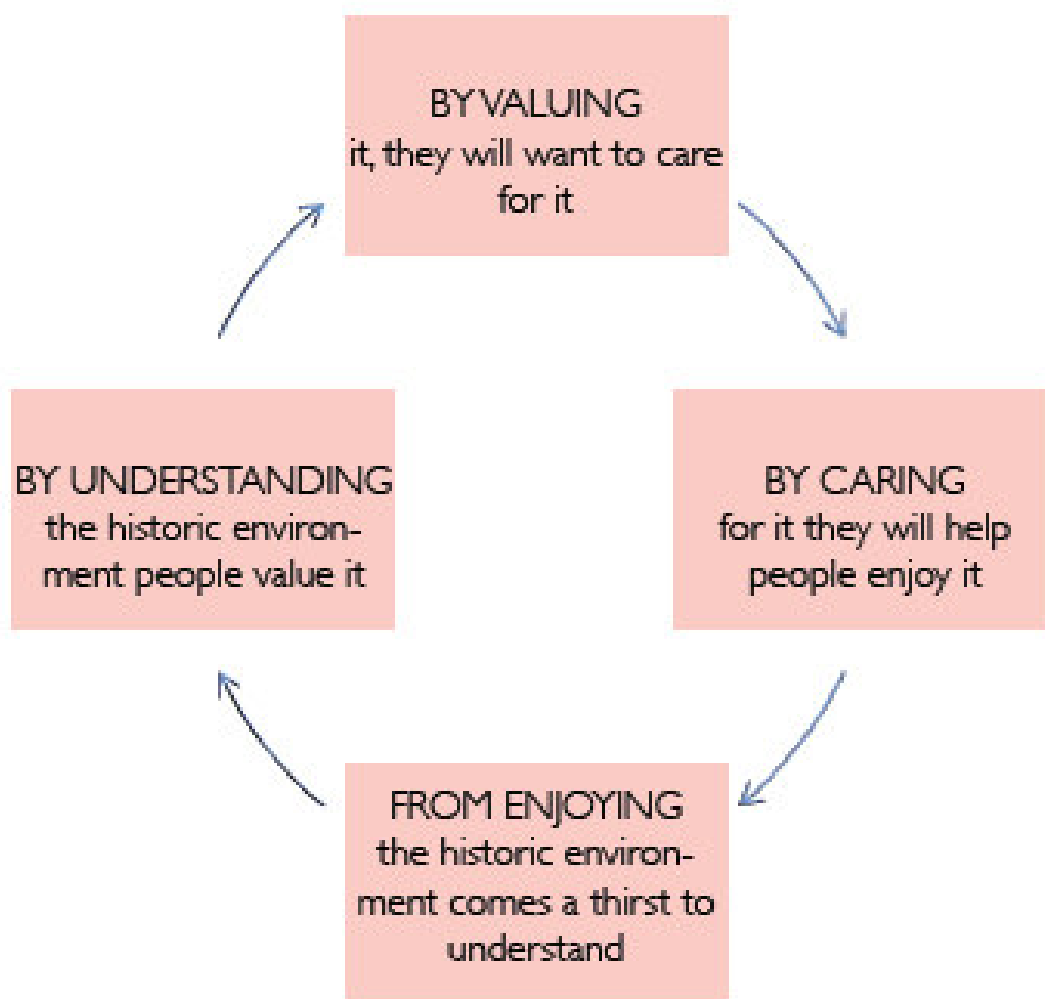 BY VALUING
it, they will want to care
for it
BY UNDERSTANDING
the historic environ-
ment people value it
BY CARING
for it they will help
people enjoy it
FROM ENJOYING
the historic environ-
ment comes a thirst to
understand